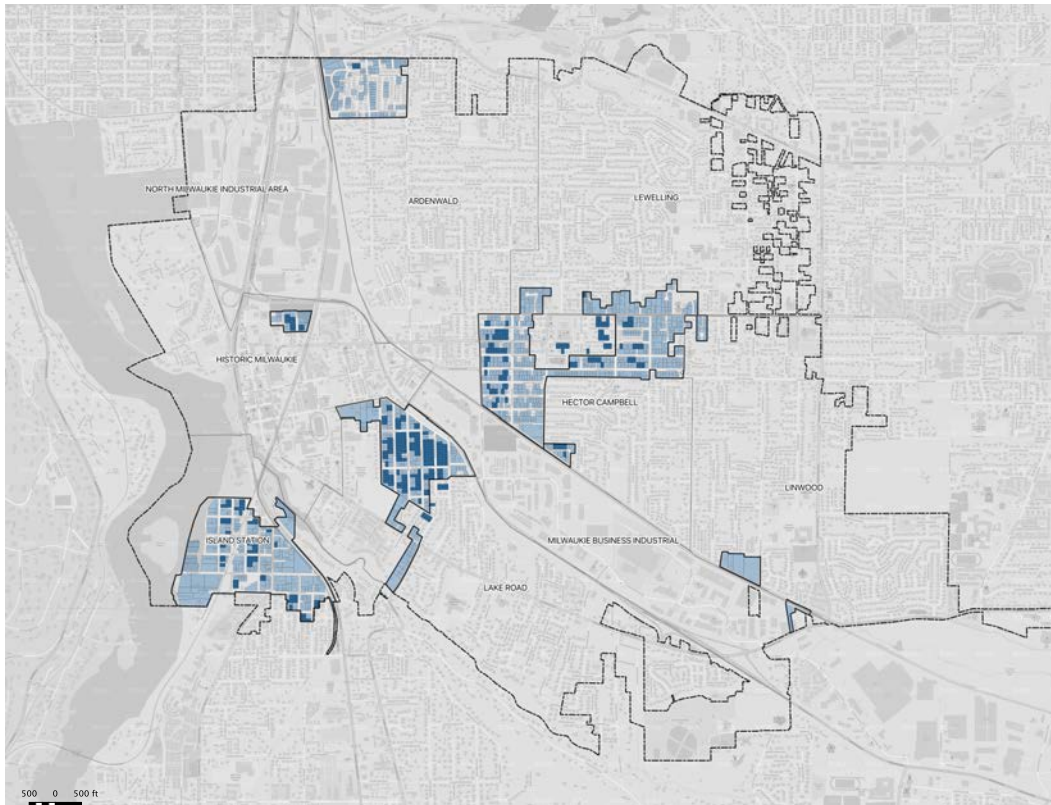 NORTH MILWAUKIE INDUSTRIAL AREA
ARDENWALD
LEWELLING
HISTORIC MILWAUKIE
HECTOR CAMPBELL
LINWOOD
ISLAND STATION
MILWAUKIE BUSINESS INDUSTRIAL
LAKE ROAD
500 0 500 ft